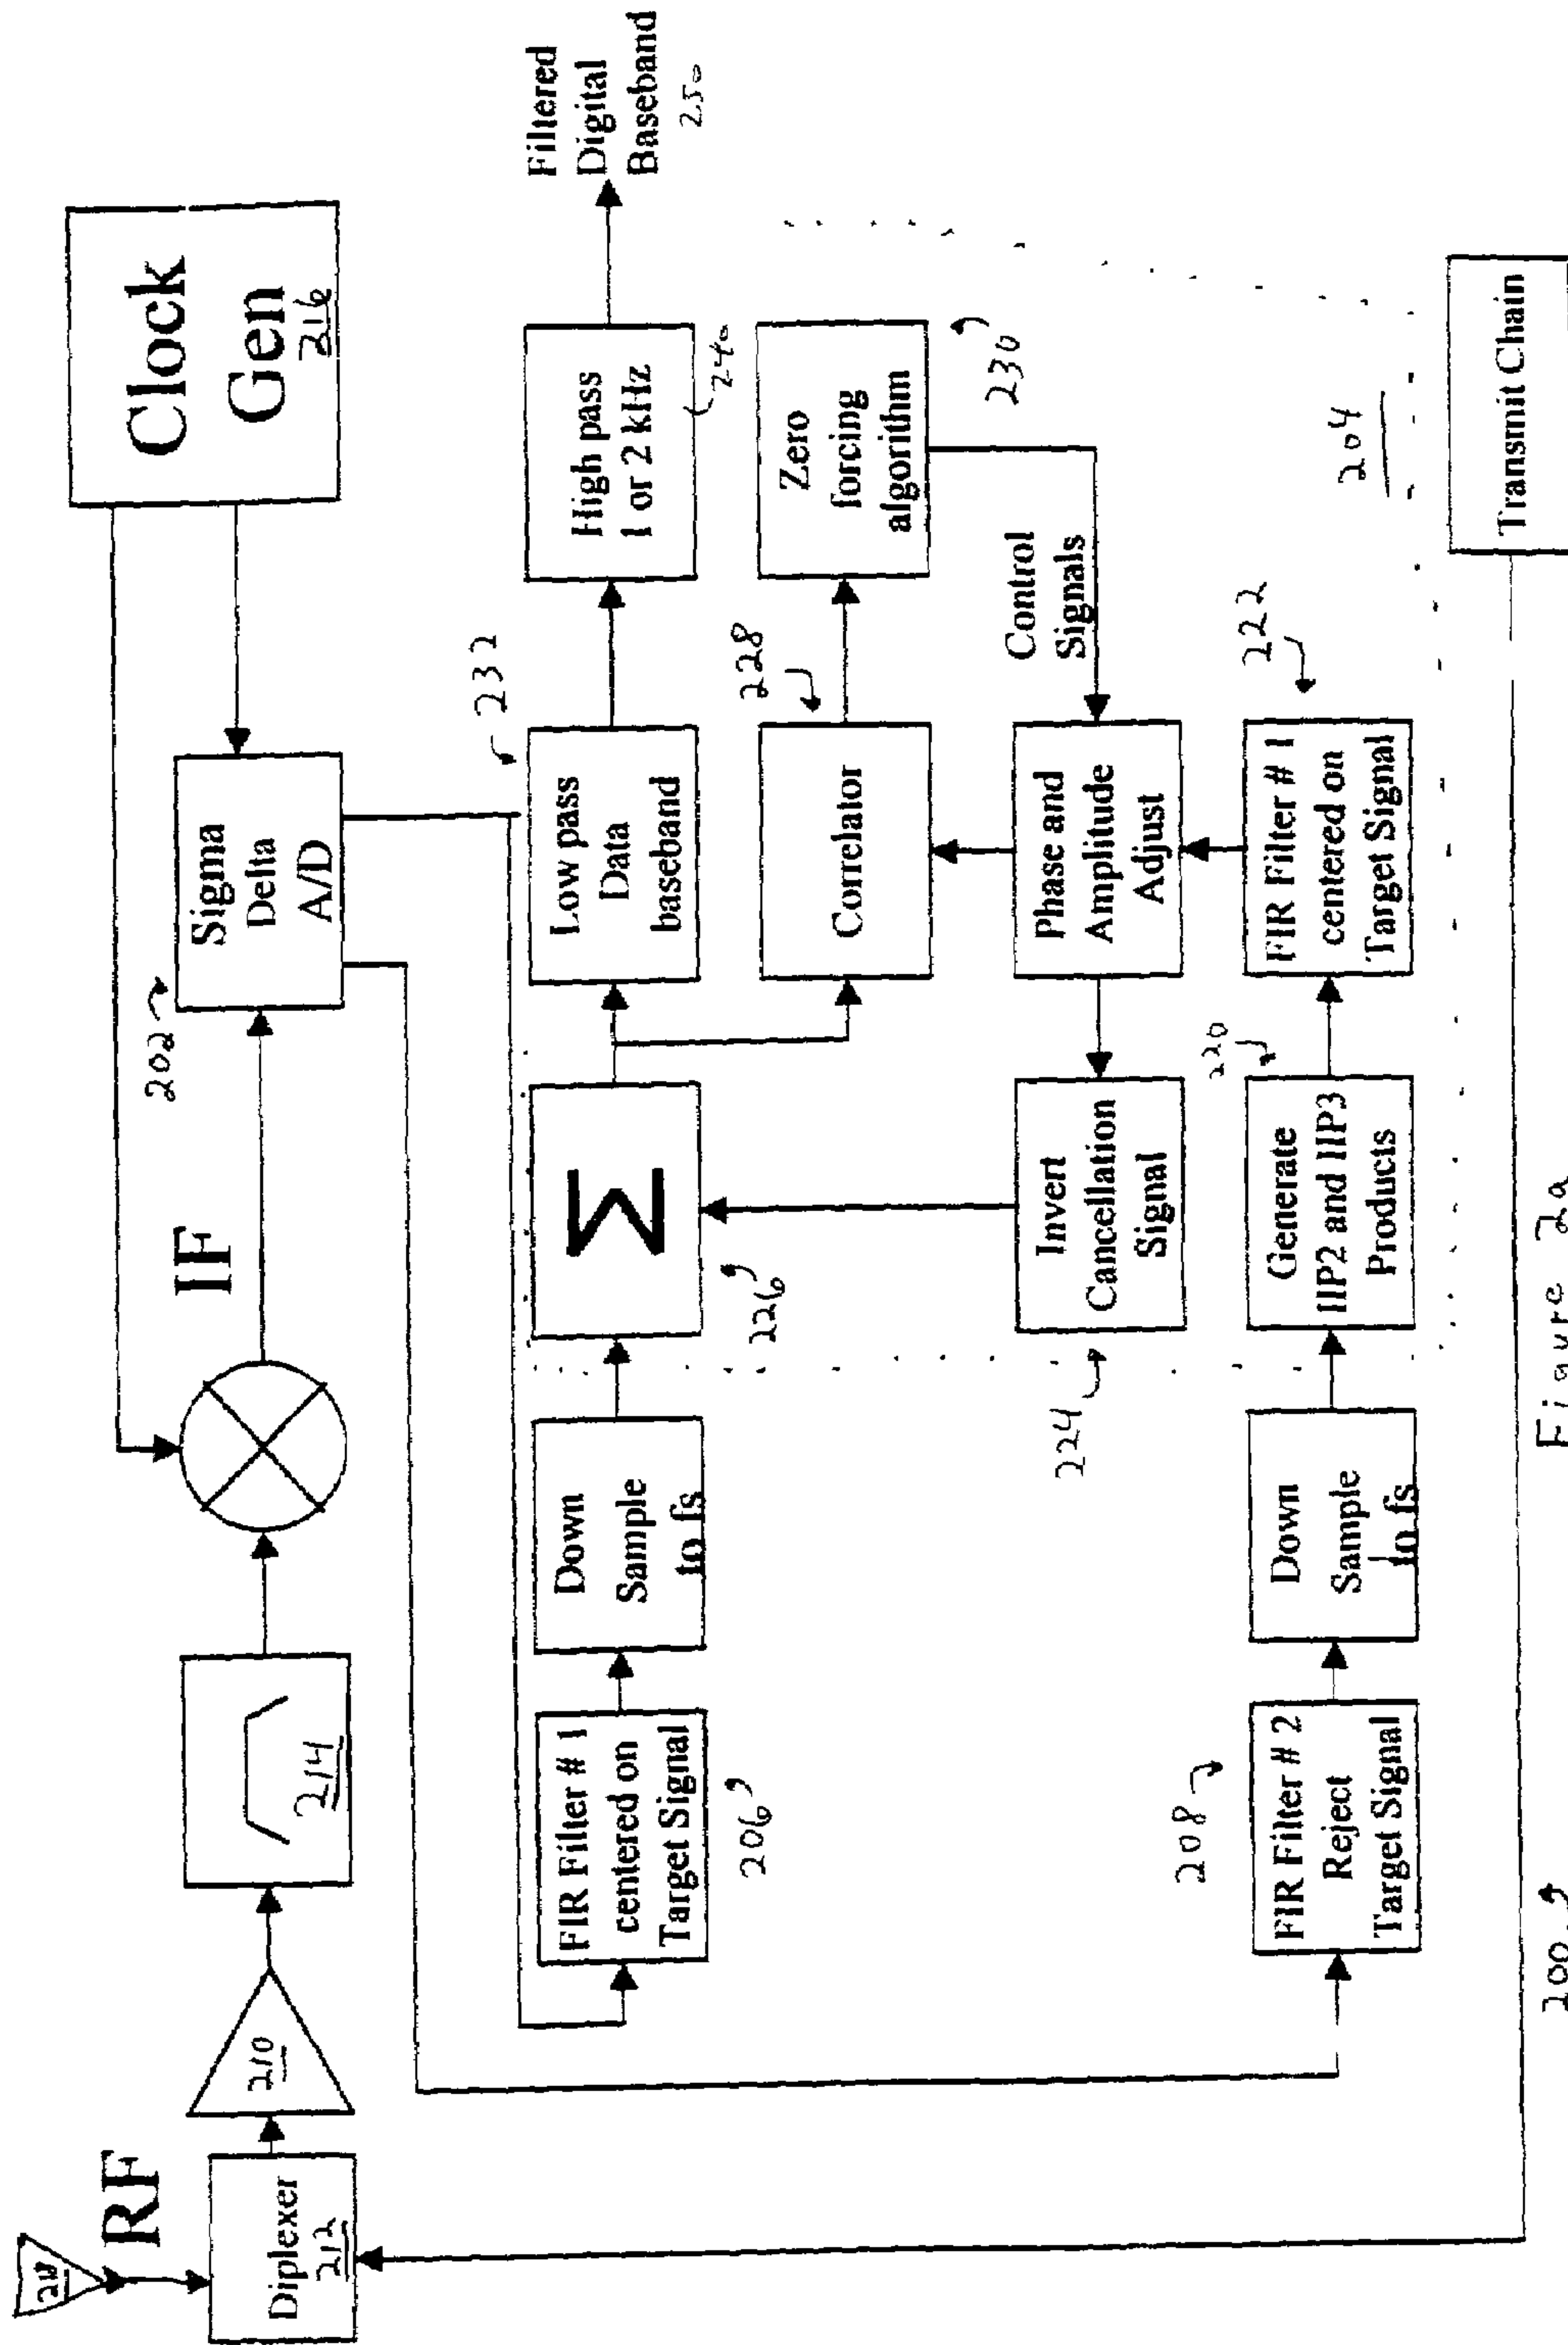 RF
IF
Diplexer
212
210
214
Clock
Gen
216
202
Sigma
Delta
A/D
232
FIR Filter # 1
centered on
Target Signal
206
Down
Sample
to fs
Σ
226
Low pass
Data
baseband
High pass
1 or 2 kHz
240
Filtered
Digital
Baseband
250
228
Correlator
Zero
forcing
algorithm
230
Control
Signals
224
Invert
Cancellation
Signal
Phase and
Amplitude
Adjust
222
204
208
FIR Filter # 2
Reject
Target Signal
Down
Sample
to fs
220
Generate
IIP2 and IIP3
Products
FIR Filter # 1
centered on
Target Signal
Transmit Chain
200
Figure 2a